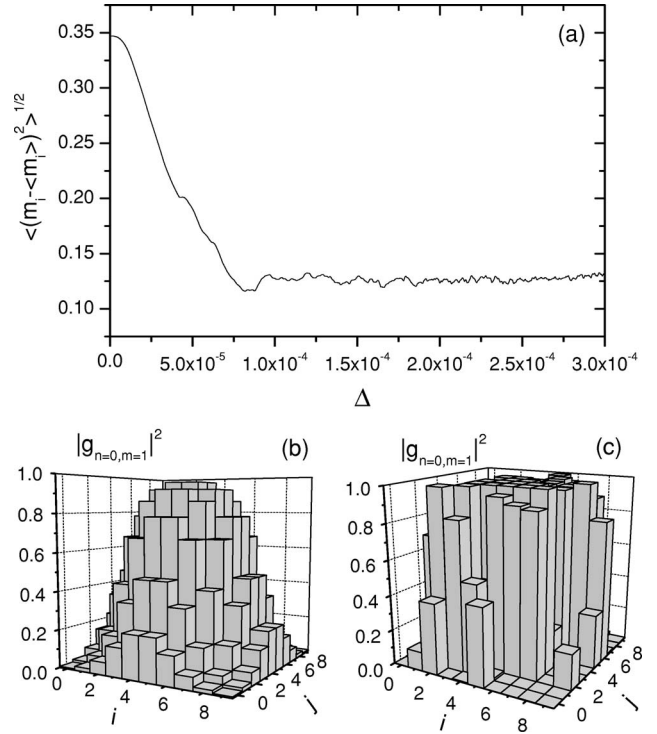 (a)
<(m_i-<m_i>)^2>^{1/2}
0.35
0.30
0.25
0.20
0.15
0.10
0.0 5.0x10^{-5} 1.0x10^{-4} 1.5x10^{-4} 2.0x10^{-4} 2.5x10^{-4} 3.0x10^{-4}
Δ
|g_{n=0,m=1}|^2 (b)
1.0
0.8
0.6
0.4
0.2
0.0
0 2 4 6 8
i
0 2 4 6 8
j
|g_{n=0,m=1}|^2 (c)
1.0
0.8
0.6
0.4
0.2
0.0
0 2 4 6 8
i
0 2 4 6 8
j